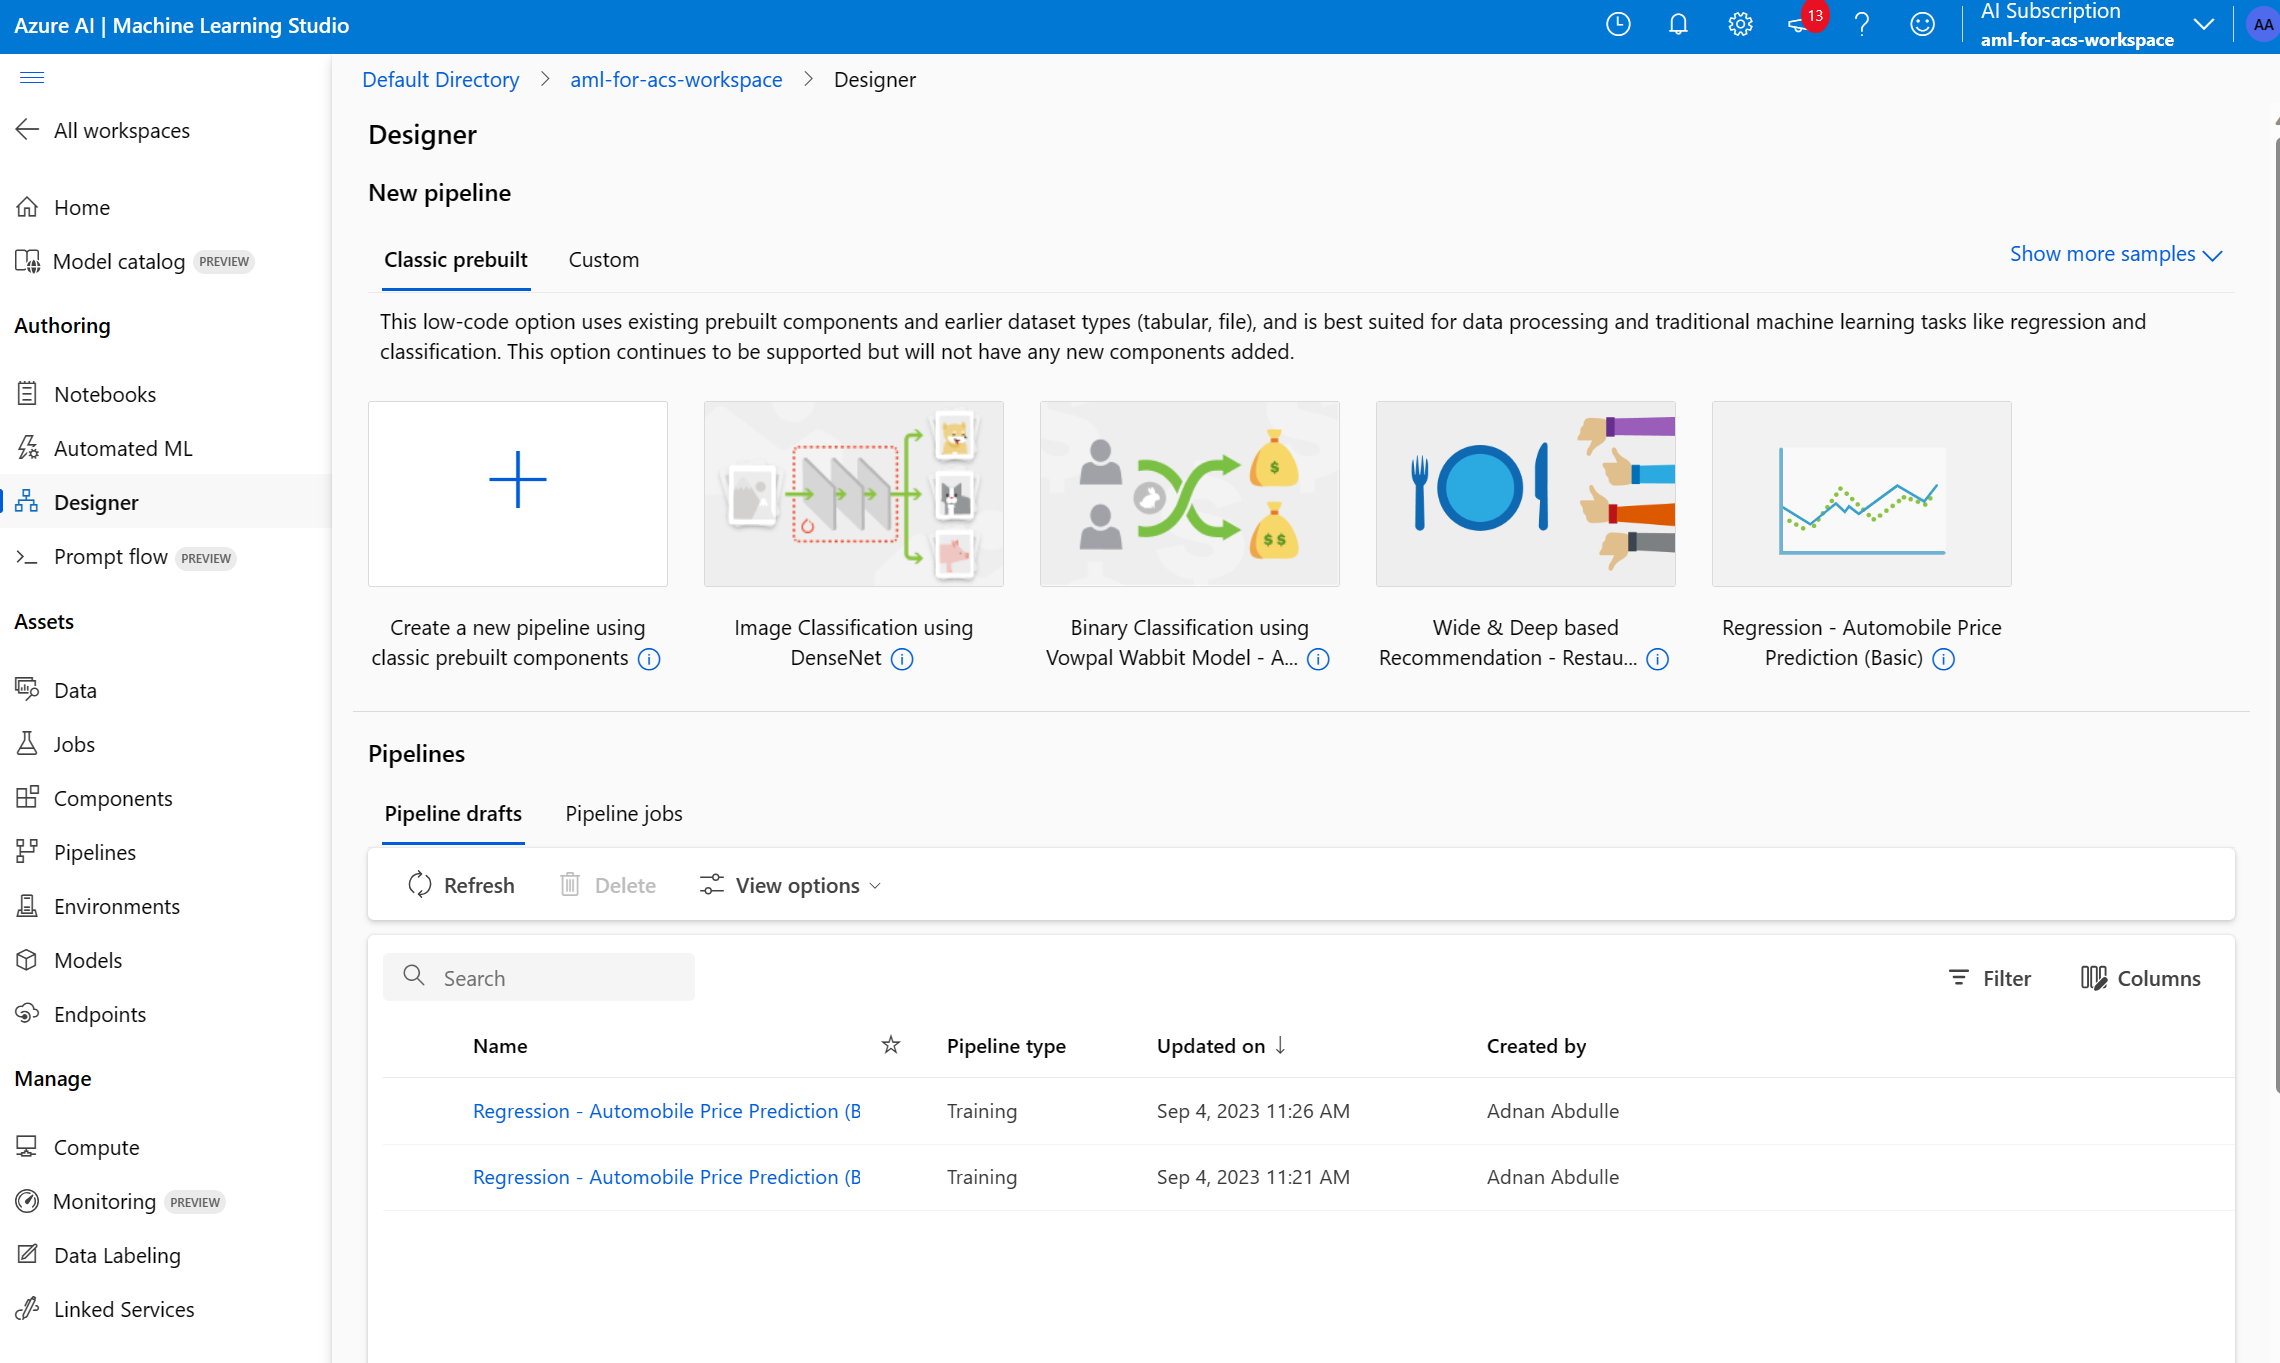 Azure AI | Machine Learning Studio
13
AI Subscription
aml-for-acs-workspace
AA
All workspaces
Home
Model catalog PREVIEW
Authoring
Notebooks
Automated ML
Designer
Prompt flow PREVIEW
Assets
Data
Jobs
Components
Pipelines
Environments
Models
Endpoints
Manage
Compute
Monitoring PREVIEW
Data Labeling
Linked Services
Default Directory > aml-for-acs-workspace > Designer
Designer
New pipeline
Classic prebuilt Custom
Show more samples
This low-code option uses existing prebuilt components and earlier dataset types (tabular, file), and is best suited for data processing and traditional machine learning tasks like regression and
classification. This option continues to be supported but will not have any new components added.
$
$$
Create a new pipeline using
classic prebuilt components
Image Classification using
DenseNet
Binary Classification using
Vowpal Wabbit Model - A...
Wide & Deep based
Recommendation - Restau...
Regression - Automobile Price
Prediction (Basic)
Pipelines
Pipeline drafts Pipeline jobs
Refresh Delete View options
Search
Filter Columns
Name Pipeline type Updated on Created by
Regression - Automobile Price Prediction (B Training Sep 4, 2023 11:26 AM Adnan Abdulle
Regression - Automobile Price Prediction (B Training Sep 4, 2023 11:21 AM Adnan Abdulle